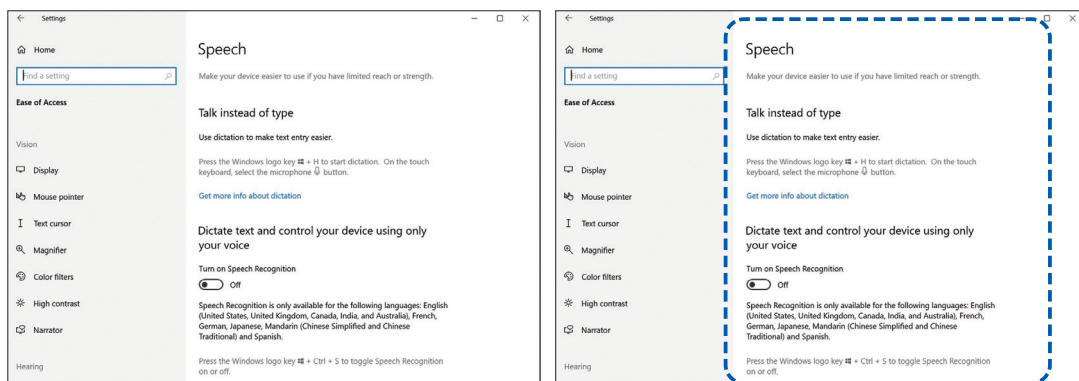 Settings
Home
Find a setting
Ease of Access
Vision
Display
Mouse pointer
Text cursor
Magnifier
Color filters
High contrast
Narrator
Hearing
Speech
Make your device easier to use if you have limited reach or strength.
Talk instead of type
Use dictation to make text entry easier.
Press the Windows logo key + H to start dictation. On the touch
keyboard, select the microphone button.
Get more info about dictation
Dictate text and control your device using only
your voice
Turn on Speech Recognition
Off
Speech Recognition is only available for the following languages: English
(United States, United Kingdom, Canada, India, and Australia), French,
German, Japanese, Mandarin (Chinese Simplified and Chinese
Traditional) and Spanish.
Press the Windows logo key + Ctrl + S to toggle Speech Recognition
on or off.
Settings
Home
Find a setting
Ease of Access
Vision
Display
Mouse pointer
Text cursor
Magnifier
Color filters
High contrast
Narrator
Hearing
Speech
Make your device easier to use if you have limited reach or strength.
Talk instead of type
Use dictation to make text entry easier.
Press the Windows logo key + H to start dictation. On the touch
keyboard, select the microphone button.
Get more info about dictation
Dictate text and control your device using only
your voice
Turn on Speech Recognition
Off
Speech Recognition is only available for the following languages: English
(United States, United Kingdom, Canada, India, and Australia), French,
German, Japanese, Mandarin (Chinese Simplified and Chinese
Traditional) and Spanish.
Press the Windows logo key + Ctrl + S to toggle Speech Recognition
on or off.